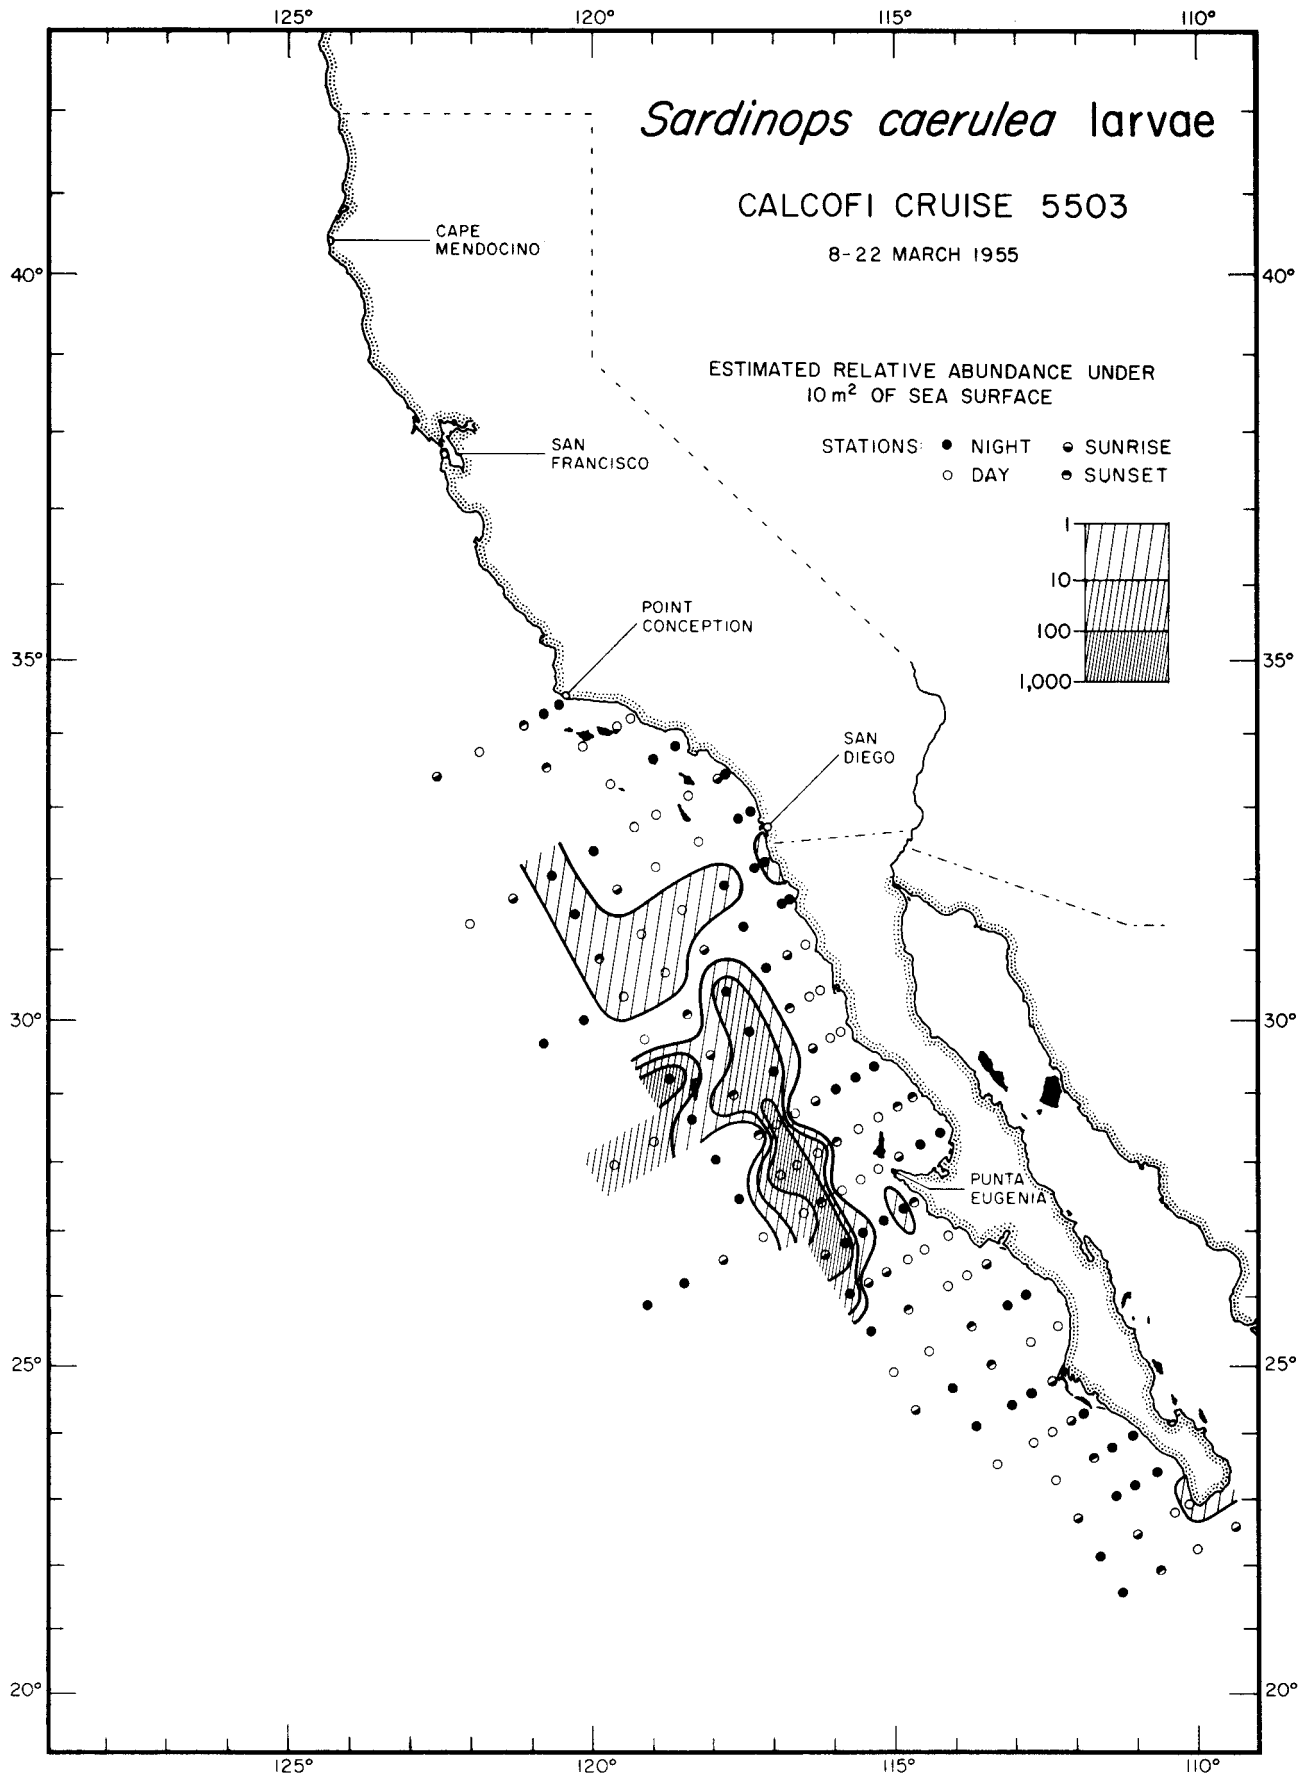 125° 120° 115° 110°
Sardinops caerulea larvae
CALCOFI CRUISE 5503
8-22 MARCH 1955
CAPE
MENDOCINO
40° 40°
ESTIMATED RELATIVE ABUNDANCE UNDER
10 m² OF SEA SURFACE
STATIONS: NIGHT SUNRISE
DAY SUNSET
SAN
FRANCISCO
1
10
100
1,000
POINT
CONCEPTION
35° 35°
SAN
DIEGO
30° 30°
PUNTA
EUGENIA
25° 25°
20° 20°
125° 120° 115° 110°